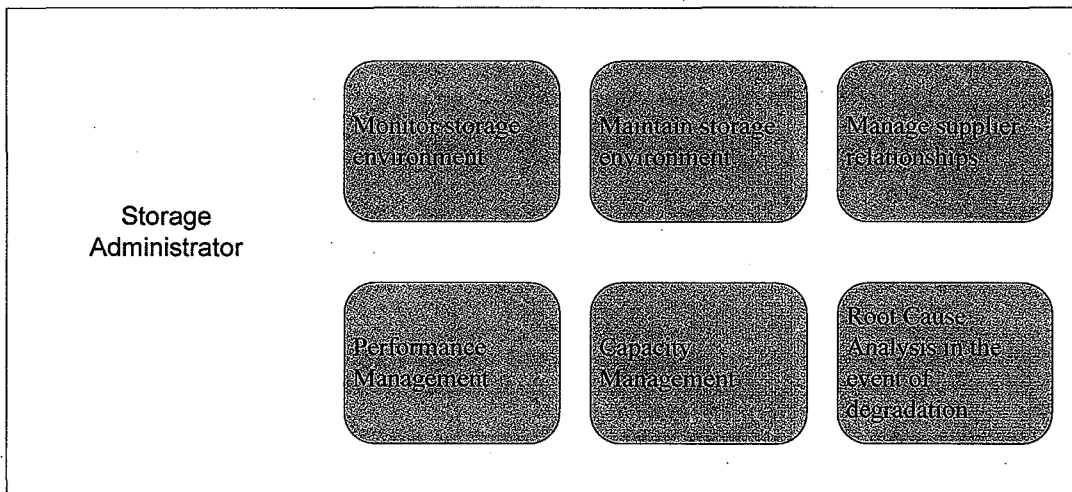 Storage
Administrator
Monitor storage
environment
Maintain storage
environment
Manage supplier
relationships
Performance
Management
Capacity
Management
Root Cause
Analysis in the
event of
degradation